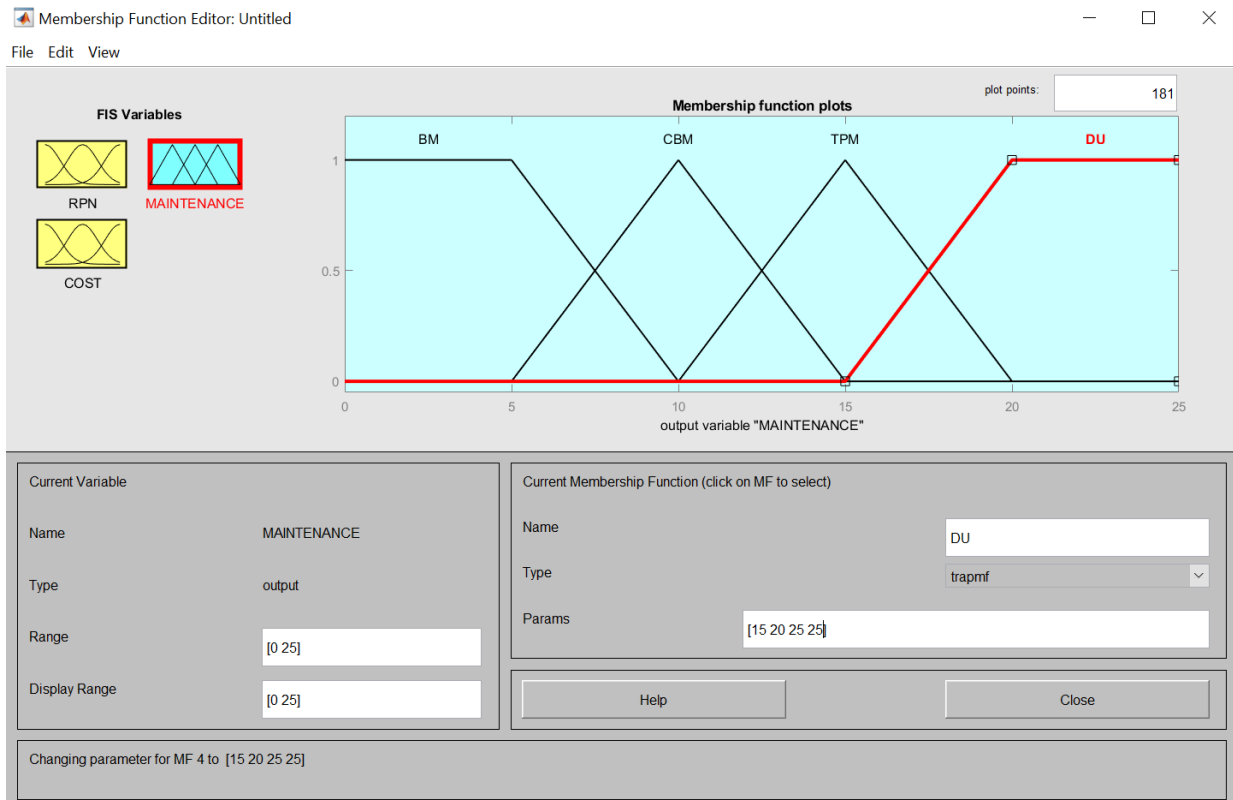 Membership Function Editor: Untitled
File Edit View
FIS Variables
RPN
MAINTENANCE
COST
plot points: 181
Membership function plots
BM CBM TPM DU
1
0.5
0
0 5 10 15 20 25
output variable "MAINTENANCE"
Current Variable
Name MAINTENANCE
Type output
Range [0 25]
Display Range [0 25]
Current Membership Function (click on MF to select)
Name DU
Type trapmf
Params [15 20 25 25]
Help Close
Changing parameter for MF 4 to [15 20 25 25]